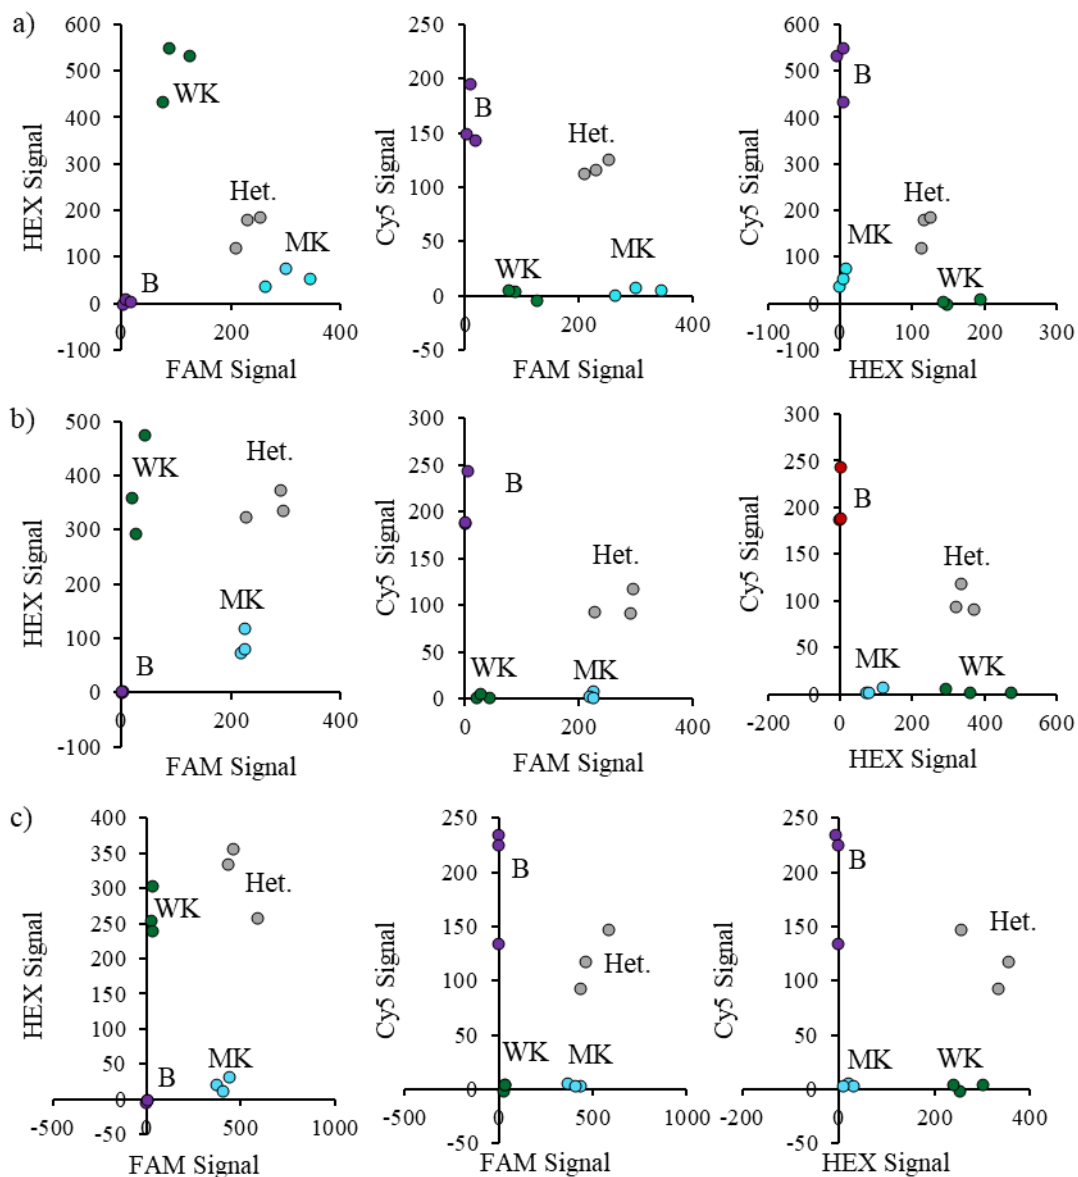 a)
HEX Signal
600
500
400
300
200
100
0
-100
WK
Het.
MK
B
0 200 400
FAM Signal
Cy5 Signal
250
200
150
100
50
0
-50
B
Het.
WK
MK
0 200 400
FAM Signal
Cy5 Signal
600
500
400
300
200
100
0
-100
B
Het.
MK
WK
-100 0 100 200 300
HEX Signal
b)
HEX Signal
500
400
300
200
100
0
-100
WK
Het.
MK
B
0 200 400
FAM Signal
Cy5 Signal
300
250
200
150
100
50
0
B
Het.
WK
MK
0 200 400
FAM Signal
Cy5 Signal
300
250
200
150
100
50
0
B
Het.
MK
WK
-200 0 200 400 600
HEX Signal
c)
HEX Signal
400
350
300
250
200
150
100
50
0
-50
WK
Het.
MK
B
-500 0 500 1000
FAM Signal
Cy5 Signal
250
200
150
100
50
0
-50
B
Het.
WK
MK
-500 0 500 1000
FAM Signal
Cy5 Signal
250
200
150
100
50
0
-50
B
Het.
MK
WK
-200 0 200 400
HEX Signal